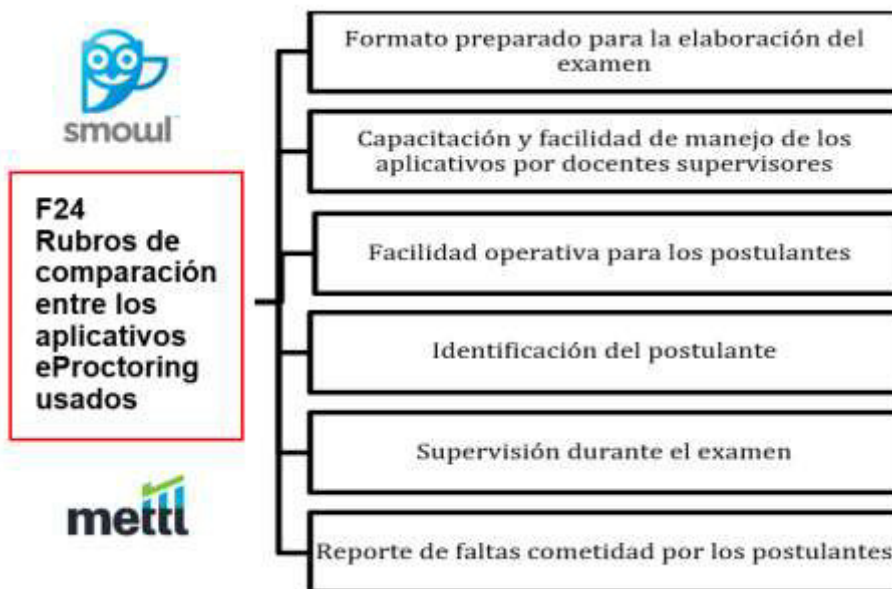 smowl
F24
Rubros de
comparación
entre los
aplicativos
eProctoring
usados
mettl
Formato preparado para la elaboración del
examen
Capacitación y facilidad de manejo de los
aplicativos por docentes supervisores
Facilidad operativa para los postulantes
Identificación del postulante
Supervisión durante el examen
Reporte de faltas cometidad por los postulantes